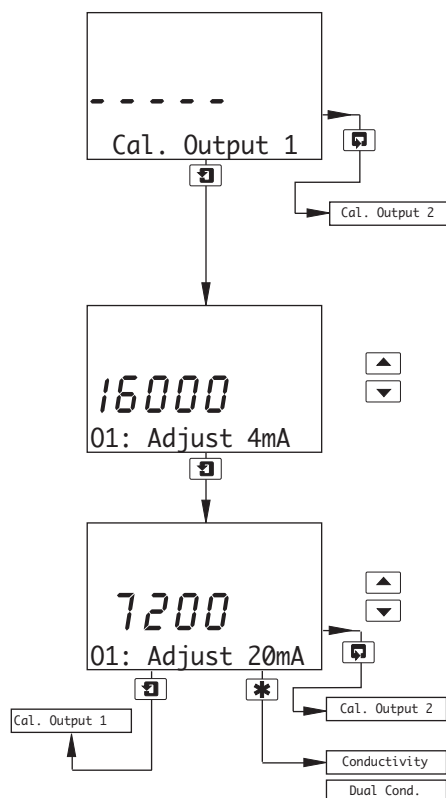 - - - - -
Cal. Output 1
Cal. Output 2
16000
O1: Adjust 4mA
7200
O1: Adjust 20mA
Cal. Output 1
Cal. Output 2
Conductivity
Dual Cond.